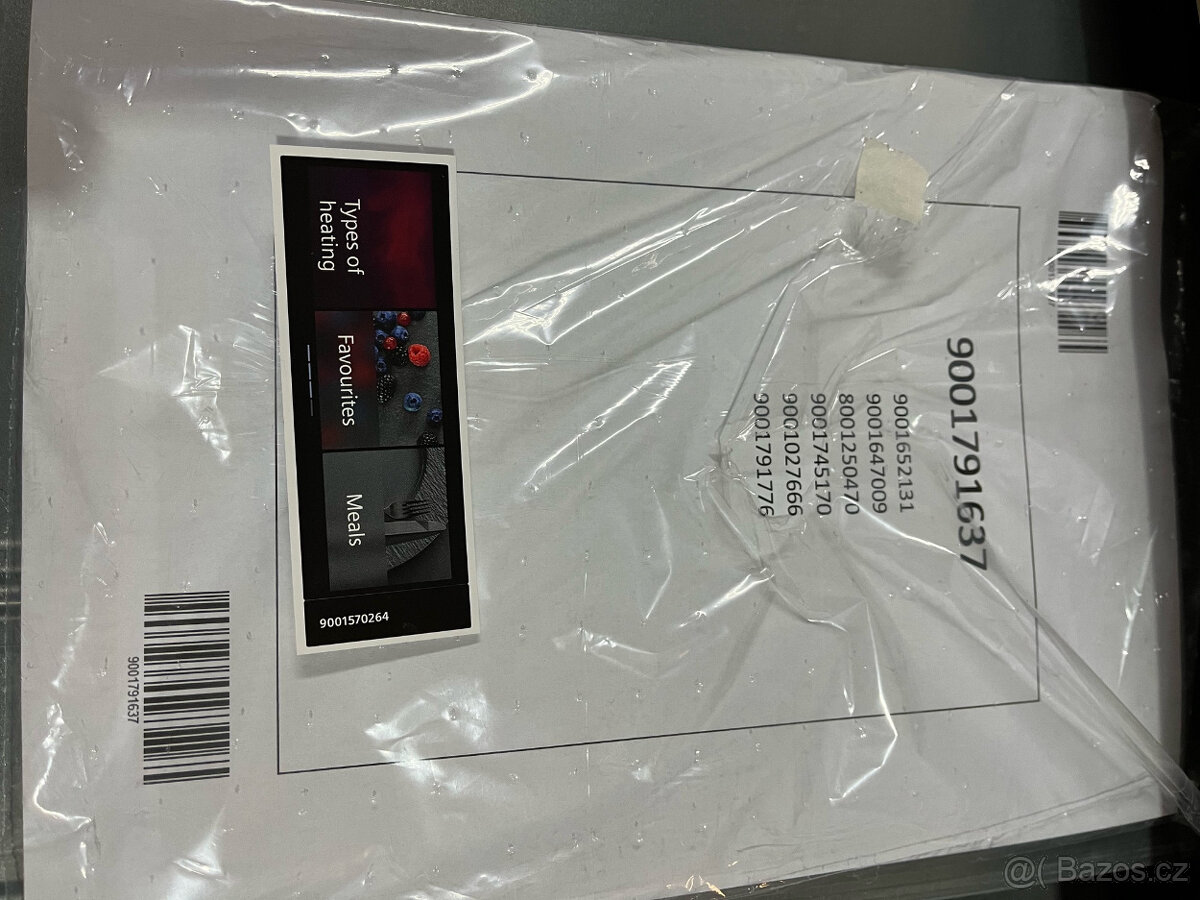 9001791637
9001652131
9001647009
8001250470
9001745170
9001027666
9001791776
Types of
heating
Favourites
Meals
9001570264
9001791637
@( Bazos.cz